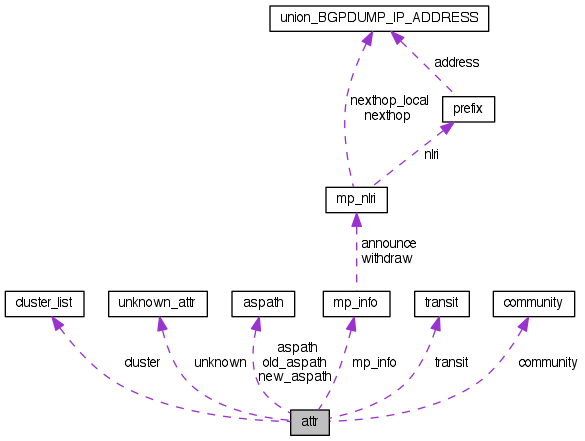 union_BGPDUMP_IP_ADDRESS
address
nexthop_local
nexthop
prefix
nlri
mp_nlri
announce
withdraw
cluster_list
unknown_attr
aspath
mp_info
transit
community
cluster
unknown
aspath
old_aspath
new_aspath
mp_info
transit
community
attr